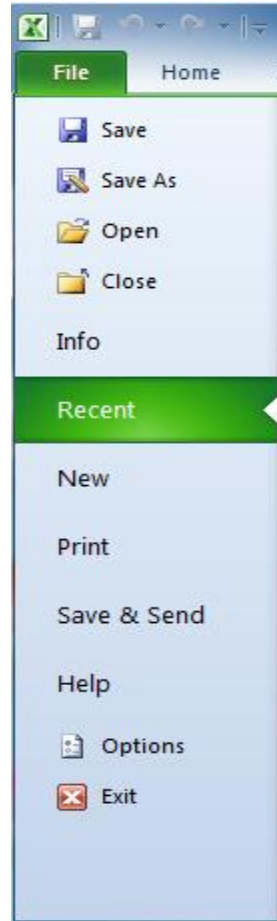 File Home
Save
Save As
Open
Close
Info
Recent
New
Print
Save & Send
Help
Options
Exit